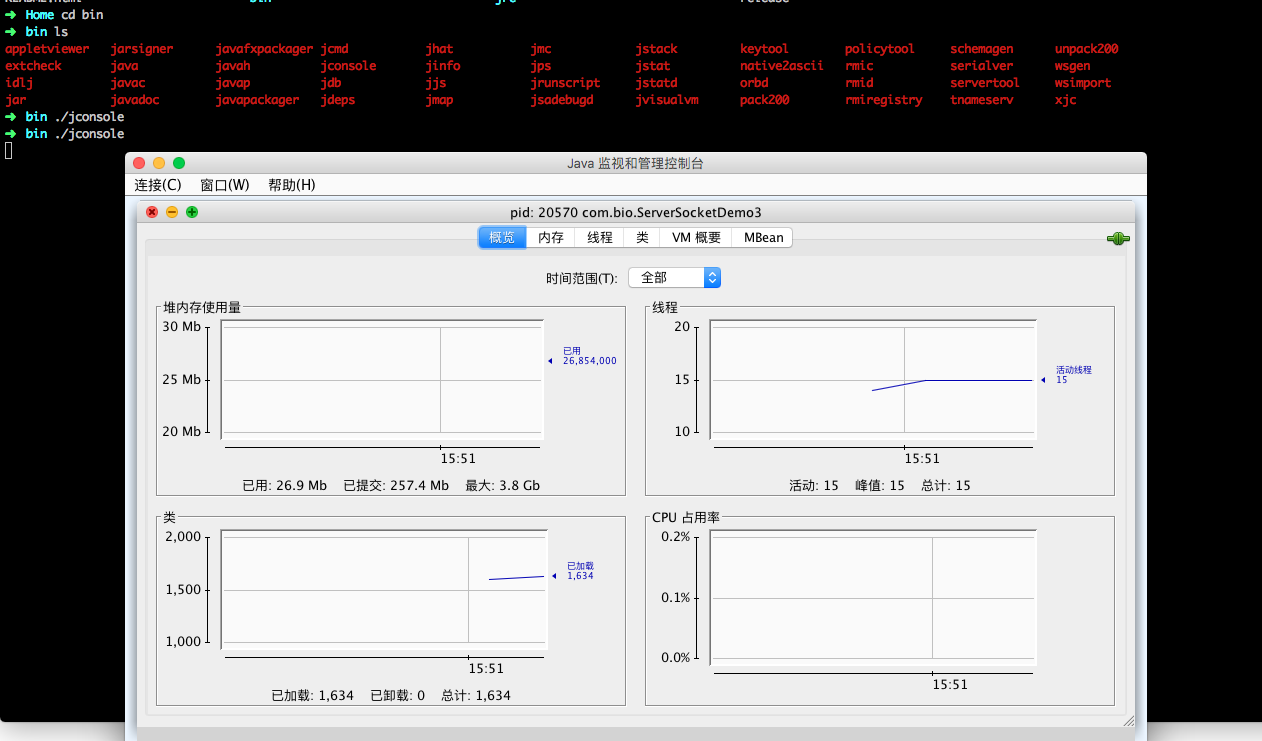 ➜ Home cd bin
➜ bin ls
appletviewer jarsigner javafxpackager jcmd jhat jmc jstack keytool policytool schemagen unpack200
extcheck java javah jconsole jinfo jps jstat native2ascii rmic serialver wsgen
idlj javac javap jdb jjs jrunscript jstatd orbd rmid servertool wsimport
jar javadoc javapackager jdeps jmap jsadebugd jvisualvm pack200 rmiregistry tnameserv xjc
➜ bin ./jconsole
➜ bin ./jconsole
Java 监视和管理控制台
连接(C) 窗口(W) 帮助(H)
pid: 20570 com.bio.ServerSocketDemo3
概览 内存 线程 类 VM 概要 MBean
时间范围(T): 全部
堆内存使用量
30 Mb
25 Mb
20 Mb
已用
26,854,000
15:51
已用: 26.9 Mb 已提交: 257.4 Mb 最大: 3.8 Gb
线程
20
15
10
活动线程
15
15:51
活动: 15 峰值: 15 总计: 15
类
2,000
1,500
1,000
已加载
1,634
15:51
已加载: 1,634 已卸载: 0 总计: 1,634
CPU 占用率
0.2%
0.1%
0.0%
15:51